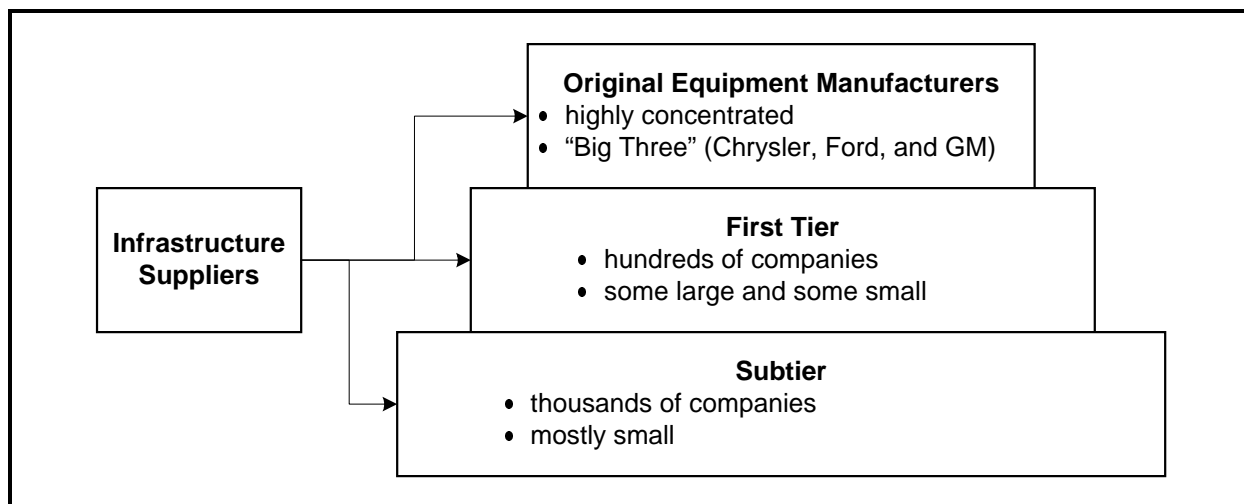 Original Equipment Manufacturers
• highly concentrated
• “Big Three” (Chrysler, Ford, and GM)
Infrastructure
Suppliers
First Tier
• hundreds of companies
• some large and some small
Subtier
• thousands of companies
• mostly small